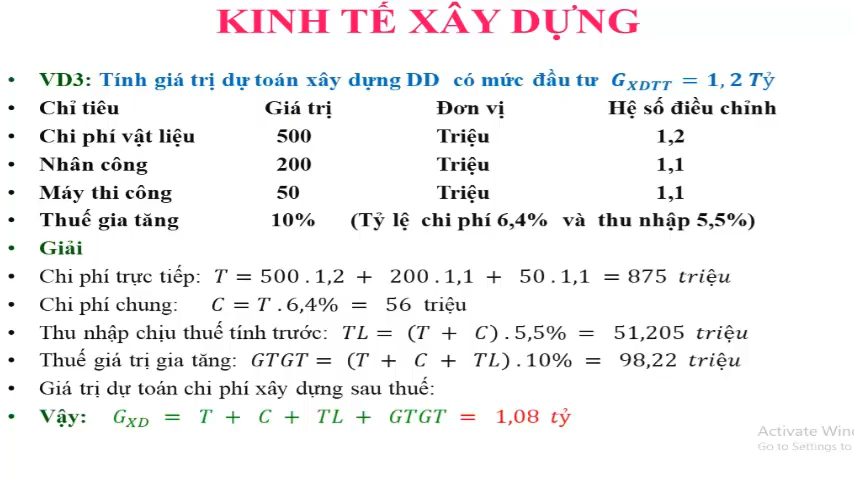 KINH TẾ XÂY DỰNG
• VD3: Tính giá trị dự toán xây dựng DD có mức đầu tư G_XDTT = 1,2 Tỷ
• Chỉ tiêu Giá trị Đơn vị Hệ số điều chỉnh
• Chi phí vật liệu 500 Triệu 1,2
• Nhân công 200 Triệu 1,1
• Máy thi công 50 Triệu 1,1
• Thuế gia tăng 10% (Tỷ lệ chi phí 6,4% và thu nhập 5,5%)
• Giải
• Chi phí trực tiếp: T = 500 . 1,2 + 200 . 1,1 + 50 . 1,1 = 875 triệu
• Chi phí chung: C = T . 6,4% = 56 triệu
• Thu nhập chịu thuế tính trước: TL = (T + C) . 5,5% = 51,205 triệu
• Thuế giá trị gia tăng: GTGT = (T + C + TL) . 10% = 98,22 triệu
• Giá trị dự toán chi phí xây dựng sau thuế:
• Vậy: G_XD = T + C + TL + GTGT = 1,08 tỷ
Activate Win
Go to Settings to